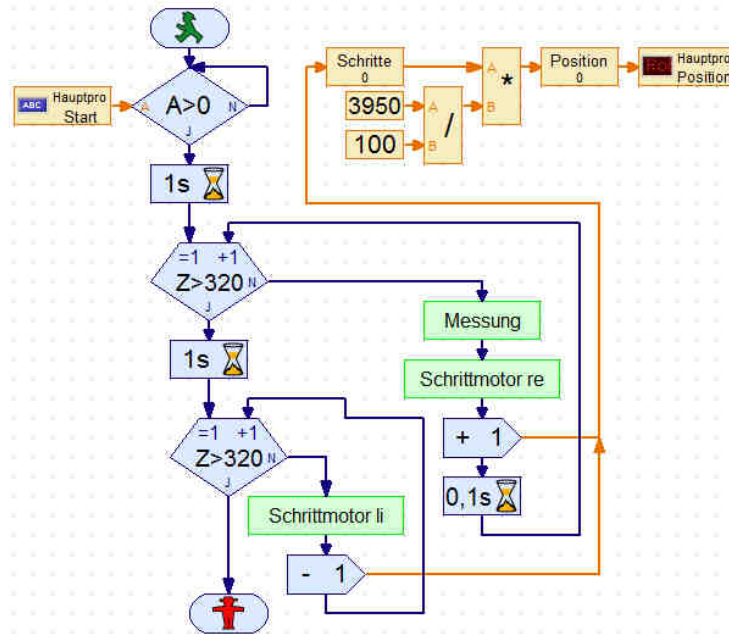 ABC
Hauptpro
Start
A
A>0
N
J
1s
=1 +1
Z>320
N
J
1s
=1 +1
Z>320
N
J
Schrittmotor li
- 1
Messung
Schrittmotor re
+ 1
0,1s
Schritte
0
3950
100
A
B
/
A
B
*
Position
0
Hauptpro
Position